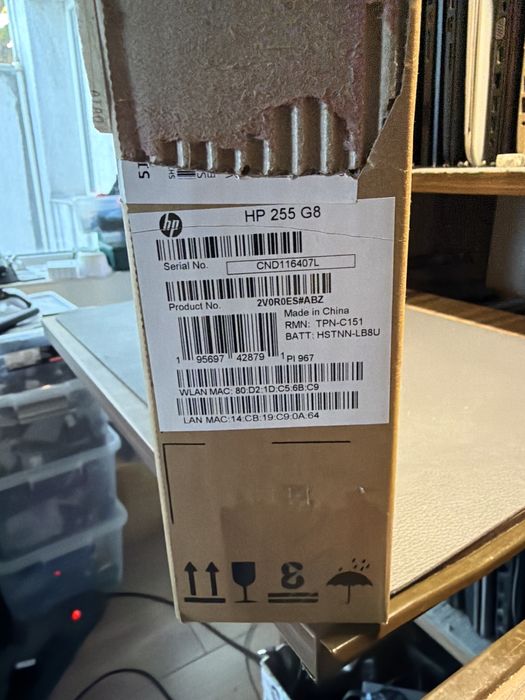 5J
hp
HP 255 G8
Serial No.
CND116407L
Product No.
2V0R0ES#ABZ
Made in China
RMN: TPN-C151
BATT: HSTNN-LB8U
1 95697 42879 1
PI 967
WLAN MAC: 80:D2:1D:C5:6B:C9
LAN MAC:14:CB:19:C9:0A:64